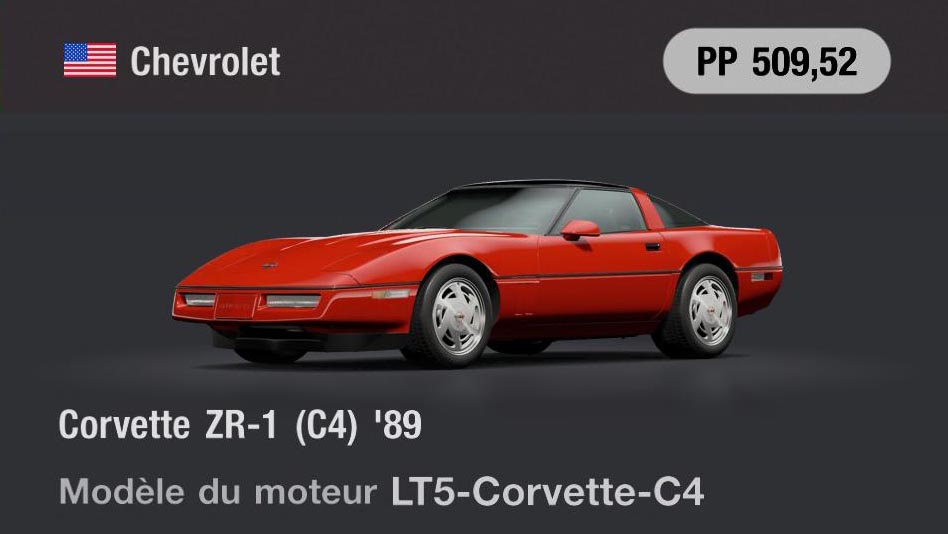 Chevrolet
PP 509,52
Corvette ZR-1 (C4) '89
Modèle du moteur LT5-Corvette-C4